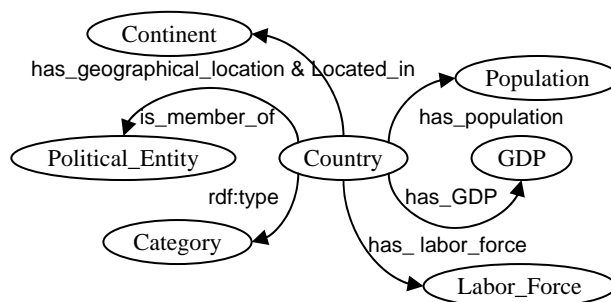 Continent
has_geographical_location & Located_in
Population
is_member_of
has_population
Political_Entity
Country
GDP
rdf:type
has_GDP
Category
has_ labor_force
Labor_Force